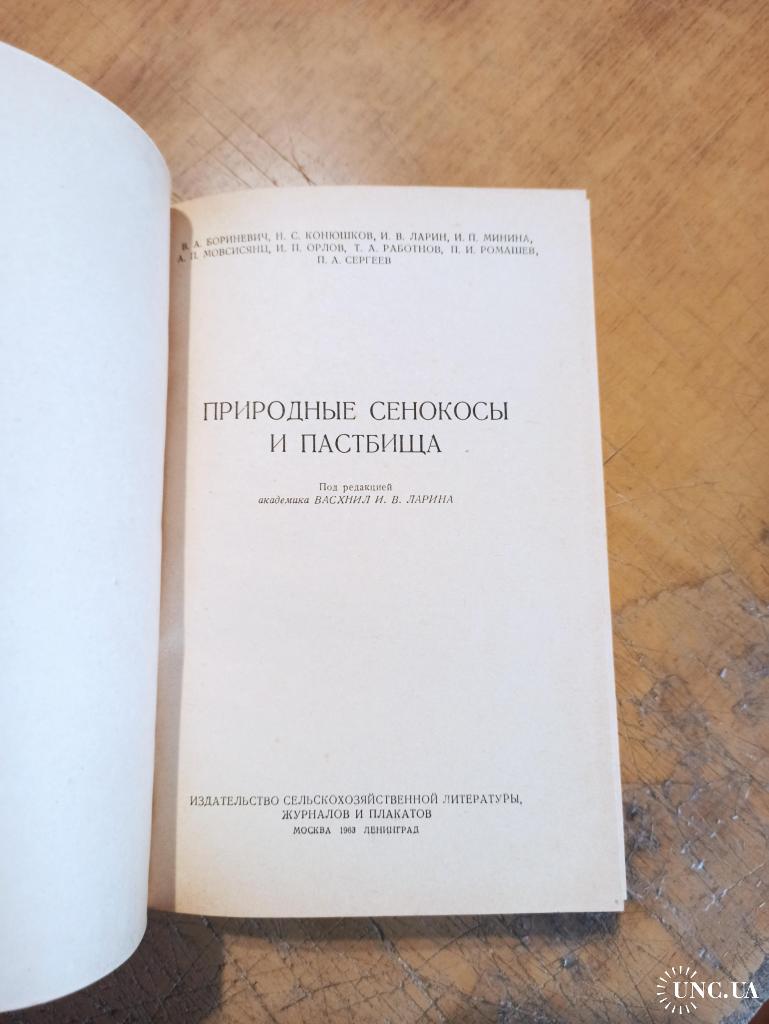 В. А. БОРИНЕВИЧ, Н. С. КОНЮШКОВ, И. В. ЛАРИН, И. П. МИНИНА,
А. П. МОВСИСЯНЦ, И. П. ОРЛОВ, Т. А. РАБОТНОВ, П. И. РОМАШЕВ,
П. А. СЕРГЕЕВ
ПРИРОДНЫЕ СЕНОКОСЫ
И ПАСТБИЩА
Под редакцией
академика ВАСХНИЛ И. В. ЛАРИНА
ИЗДАТЕЛЬСТВО СЕЛЬСКОХОЗЯЙСТВЕННОЙ ЛИТЕРАТУРЫ,
ЖУРНАЛОВ И ПЛАКАТОВ
МОСКВА 1963 ЛЕНИНГРАД
UNC.UA